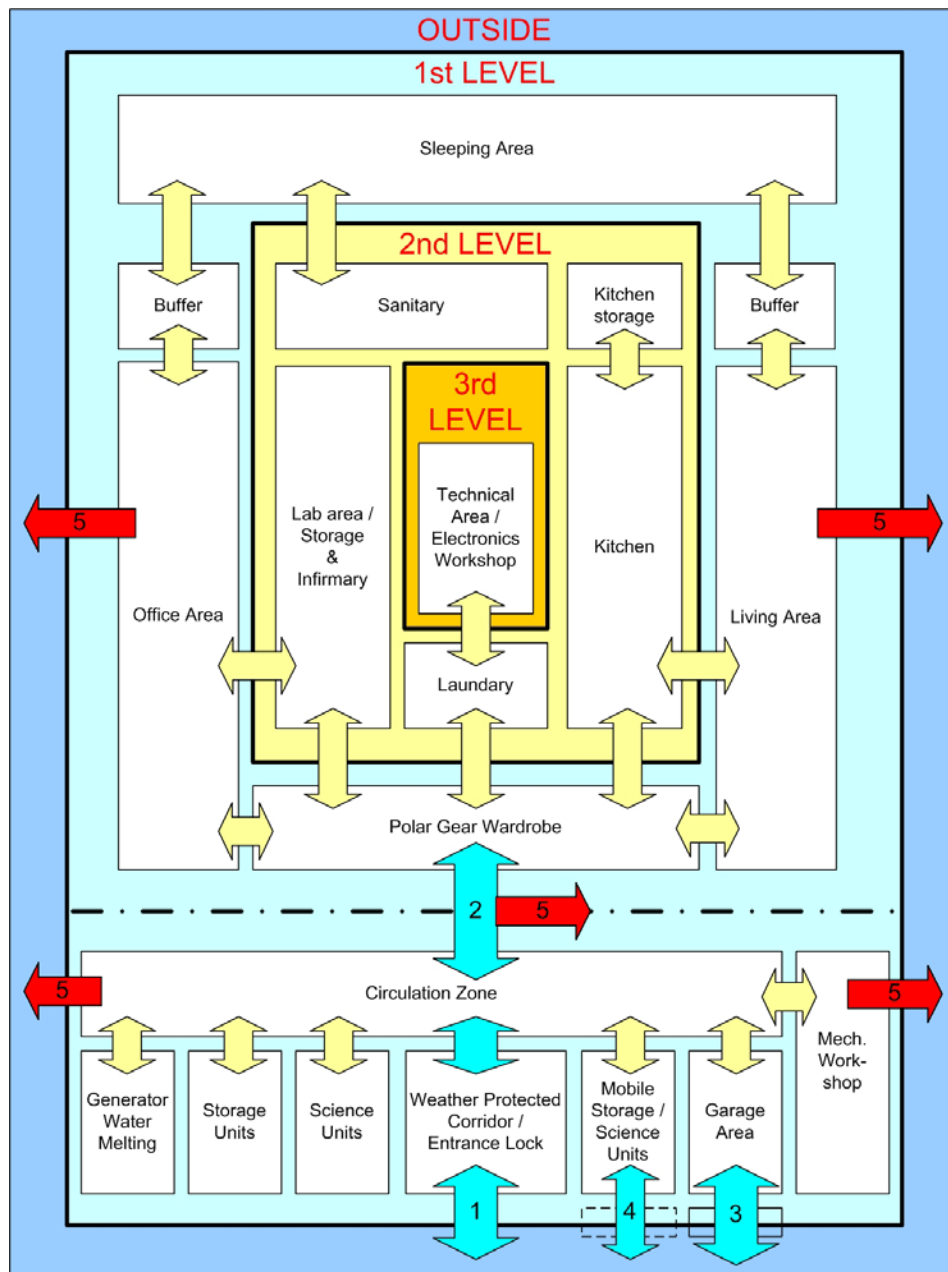 OUTSIDE
1st LEVEL
Sleeping Area
2nd LEVEL
Buffer
Sanitary
Kitchen
storage
Buffer
3rd
LEVEL
Technical
Area /
Electronics
Workshop
Lab area /
Storage
&
Infirmary
Kitchen
5
5
Office Area
Living Area
Laundary
Polar Gear Wardrobe
2
5
5
Circulation Zone
5
Mech.
Work-
shop
Generator
Water
Melting
Storage
Units
Science
Units
Weather Protected
Corridor /
Entrance Lock
Mobile
Storage /
Science
Units
Garage
Area
1
4
3